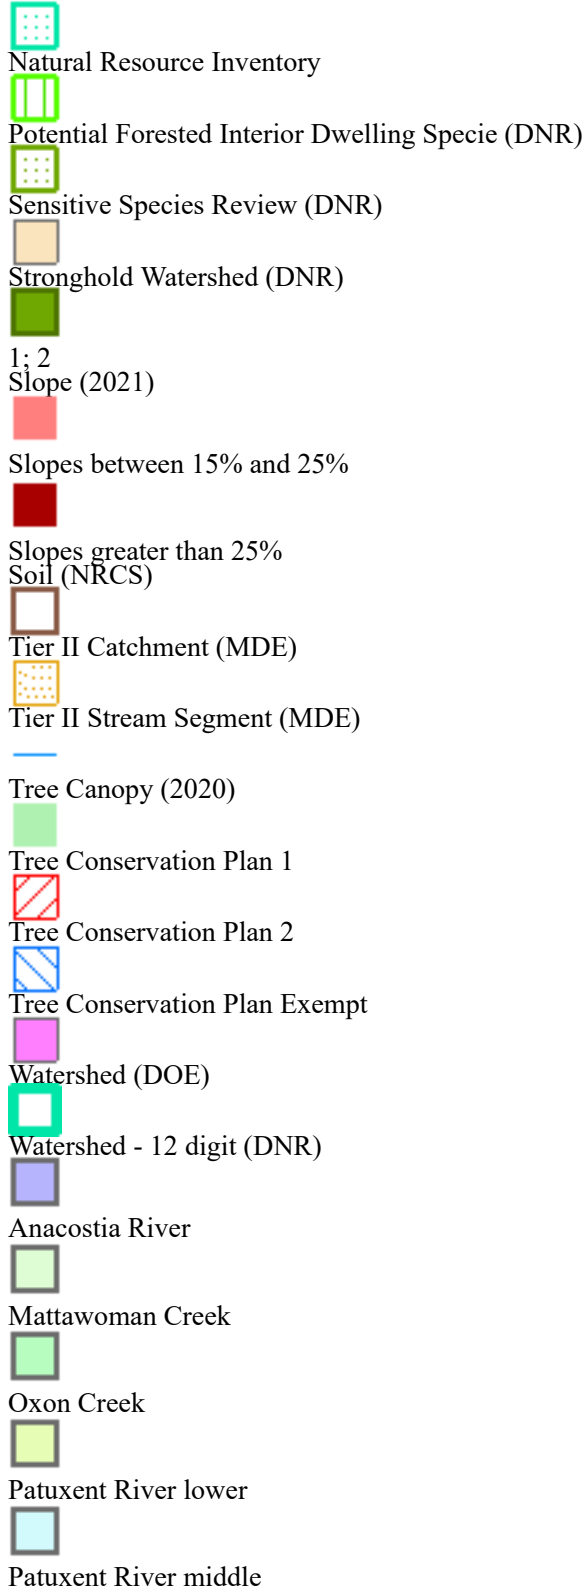 Natural Resource Inventory
Potential Forested Interior Dwelling Specie (DNR)
Sensitive Species Review (DNR)
Stronghold Watershed (DNR)
1; 2
Slope (2021)
Slopes between 15% and 25%
Slopes greater than 25%
Soil (NRCS)
Tier II Catchment (MDE)
Tier II Stream Segment (MDE)
Tree Canopy (2020)
Tree Conservation Plan 1
Tree Conservation Plan 2
Tree Conservation Plan Exempt
Watershed (DOE)
Watershed - 12 digit (DNR)
Anacostia River
Mattawoman Creek
Oxon Creek
Patuxent River lower
Patuxent River middle